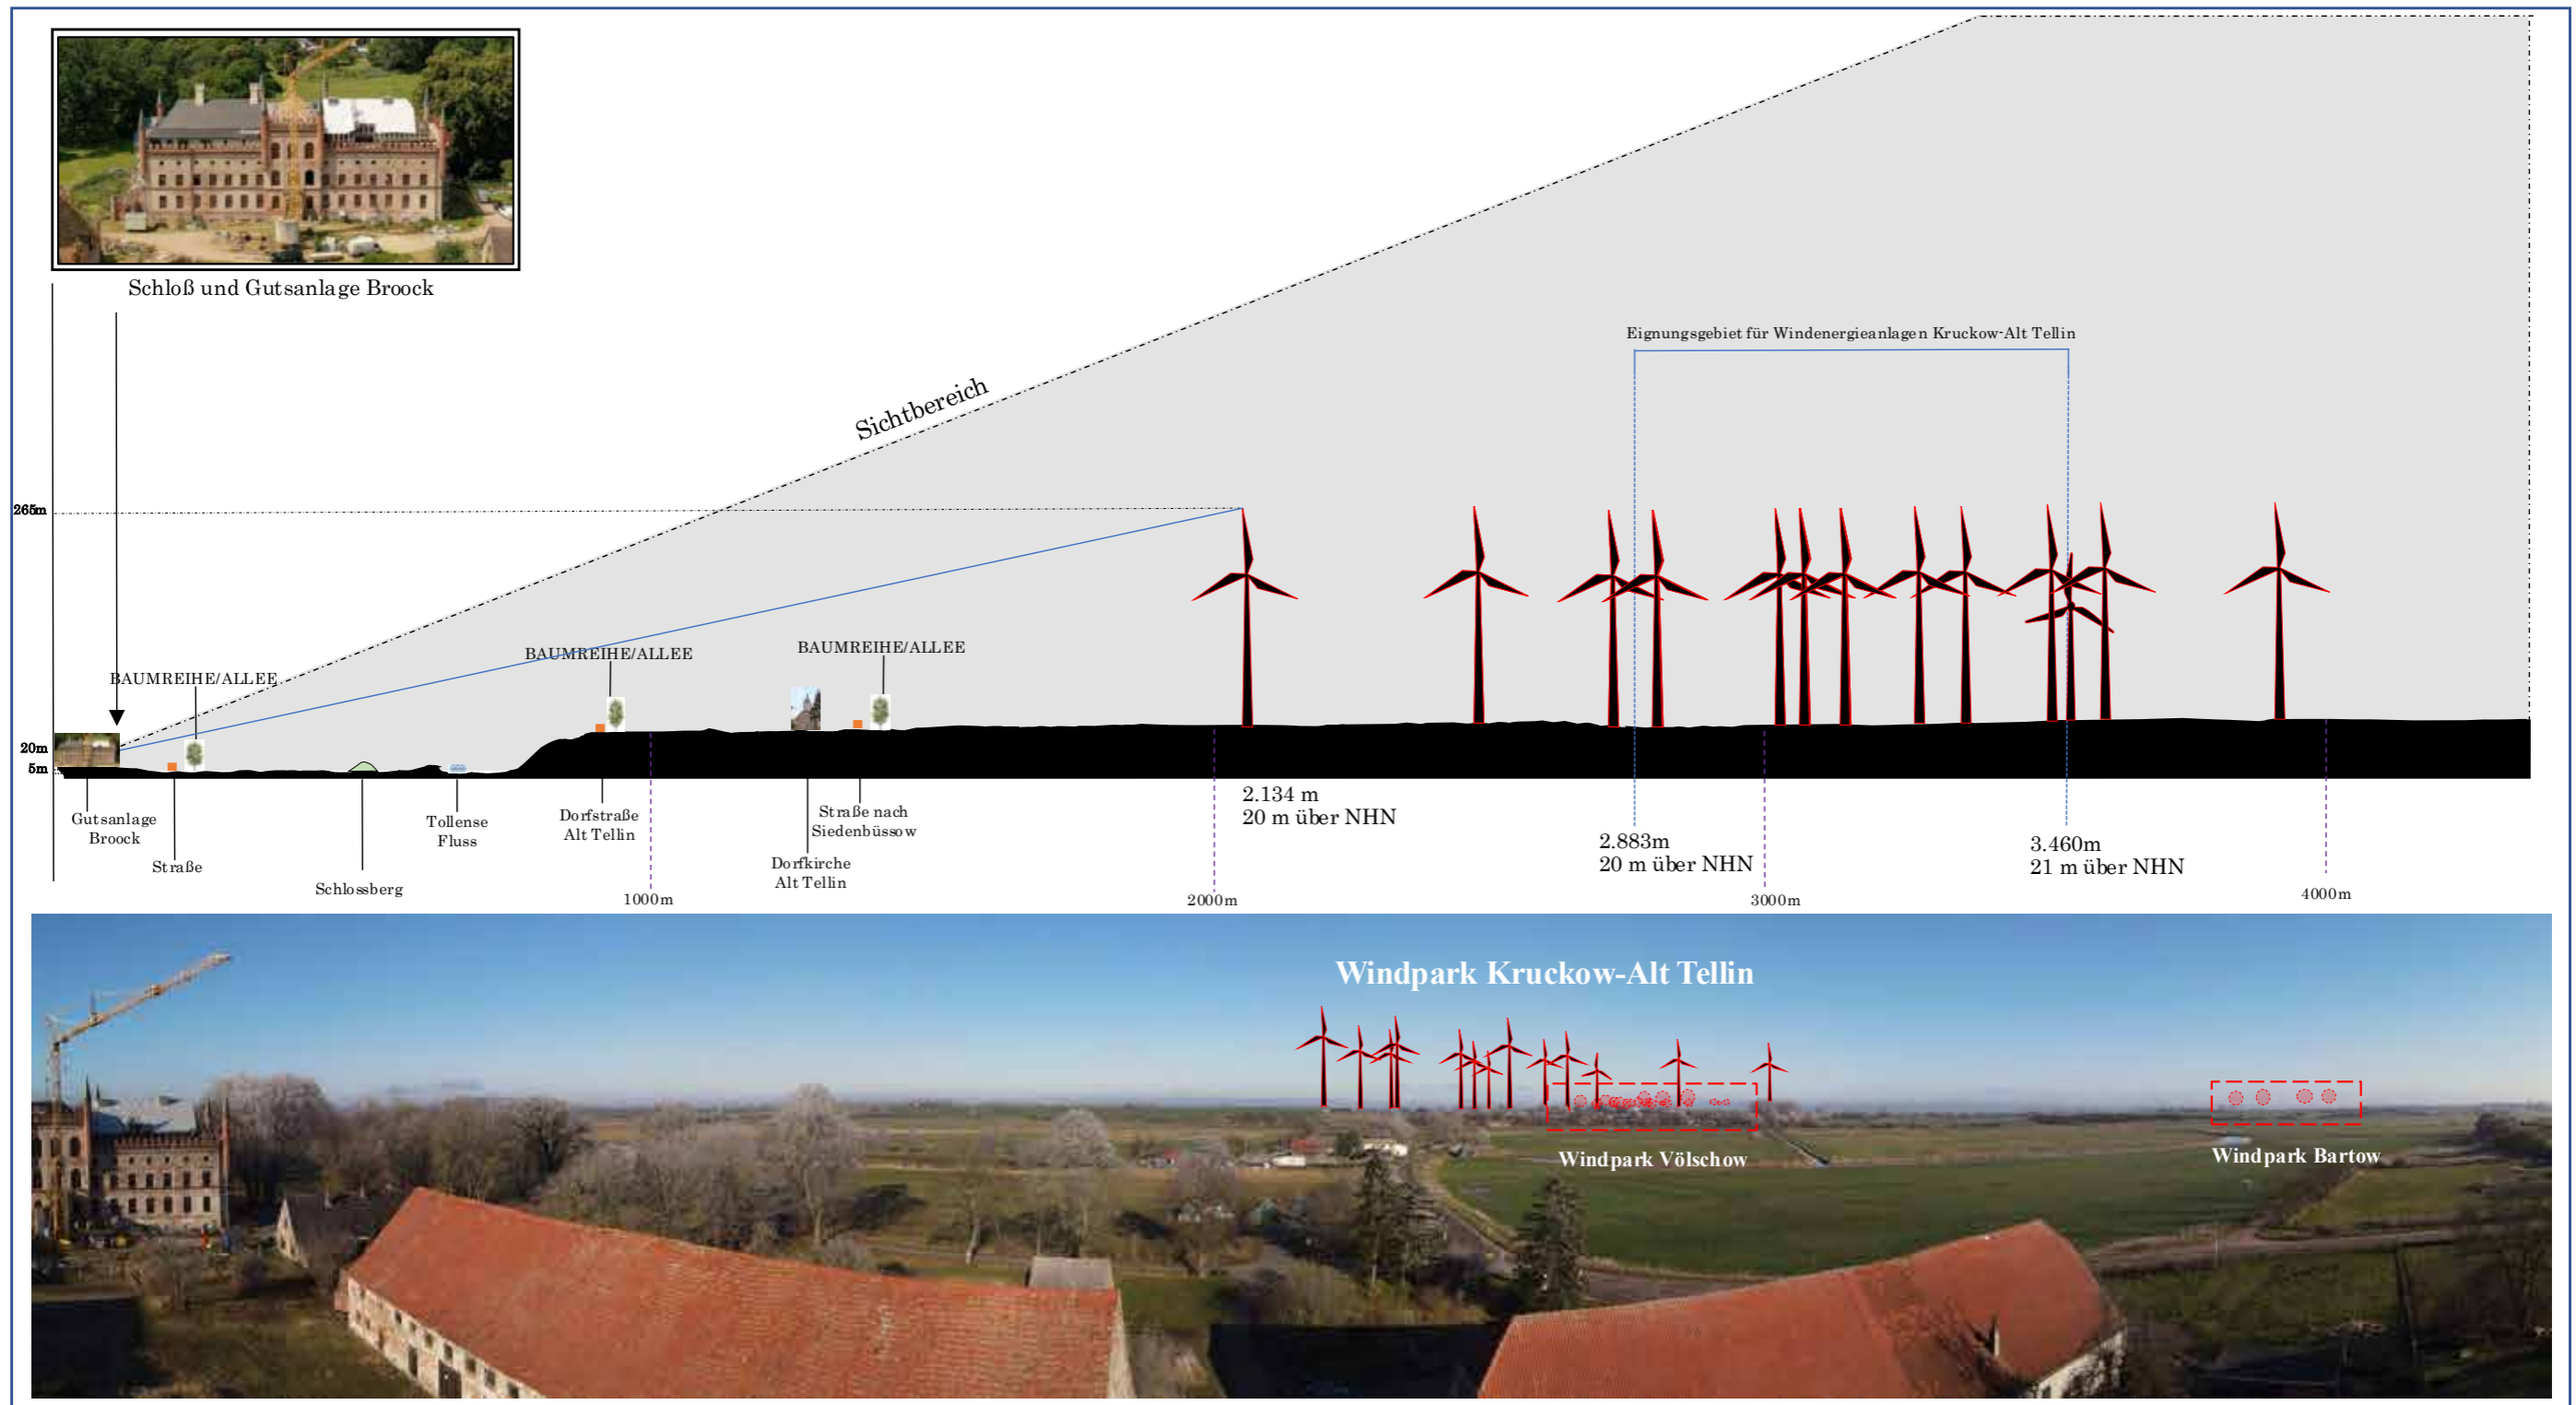 Schloß und Gutsanlage Broock
Eignungsgebiet für Windenergieanlagen Kruckow-Alt Tellin
Sichtbereich
265m
BAUMREIHE/ALLEE
BAUMREIHE/ALLEE
BAUMREIHE/ALLEE
20m
5m
Gutsanlage
Broock
Straße
Schlossberg
Tollense
Fluss
Dorfstraße
Alt Tellin
Dorfkirche
Alt Tellin
Straße nach
Siedenbüssow
2.134 m
20 m über NHN
2.883m
20 m über NHN
3.460m
21 m über NHN
1000m
2000m
3000m
4000m
Windpark Kruckow-Alt Tellin
Windpark Völschow
Windpark Bartow